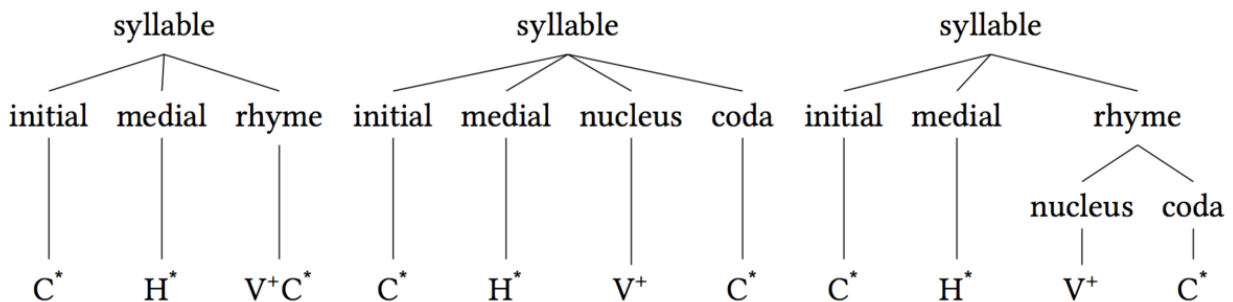 syllable syllable syllable
initial medial rhyme initial medial nucleus coda initial medial rhyme
nucleus coda
C* H* V⁺C* C* H* V⁺ C* C* H* V⁺ C*